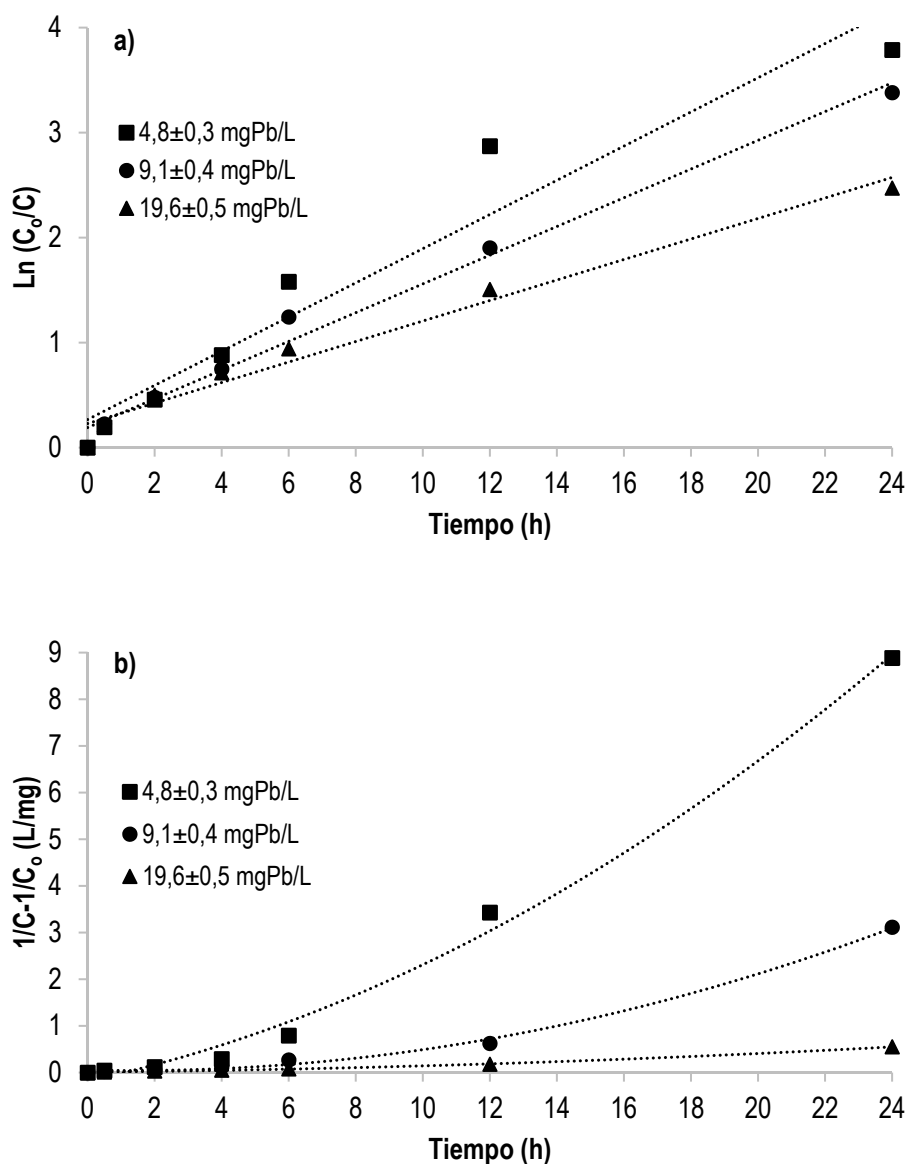 a)
4
3
2
1
0
Ln (Co/C)
4,8±0,3 mgPb/L
9,1±0,4 mgPb/L
19,6±0,5 mgPb/L
0 2 4 6 8 10 12 14 16 18 20 22 24
Tiempo (h)
b)
9
8
7
6
5
4
3
2
1
0
1/C-1/Co (L/mg)
4,8±0,3 mgPb/L
9,1±0,4 mgPb/L
19,6±0,5 mgPb/L
0 2 4 6 8 10 12 14 16 18 20 22 24
Tiempo (h)